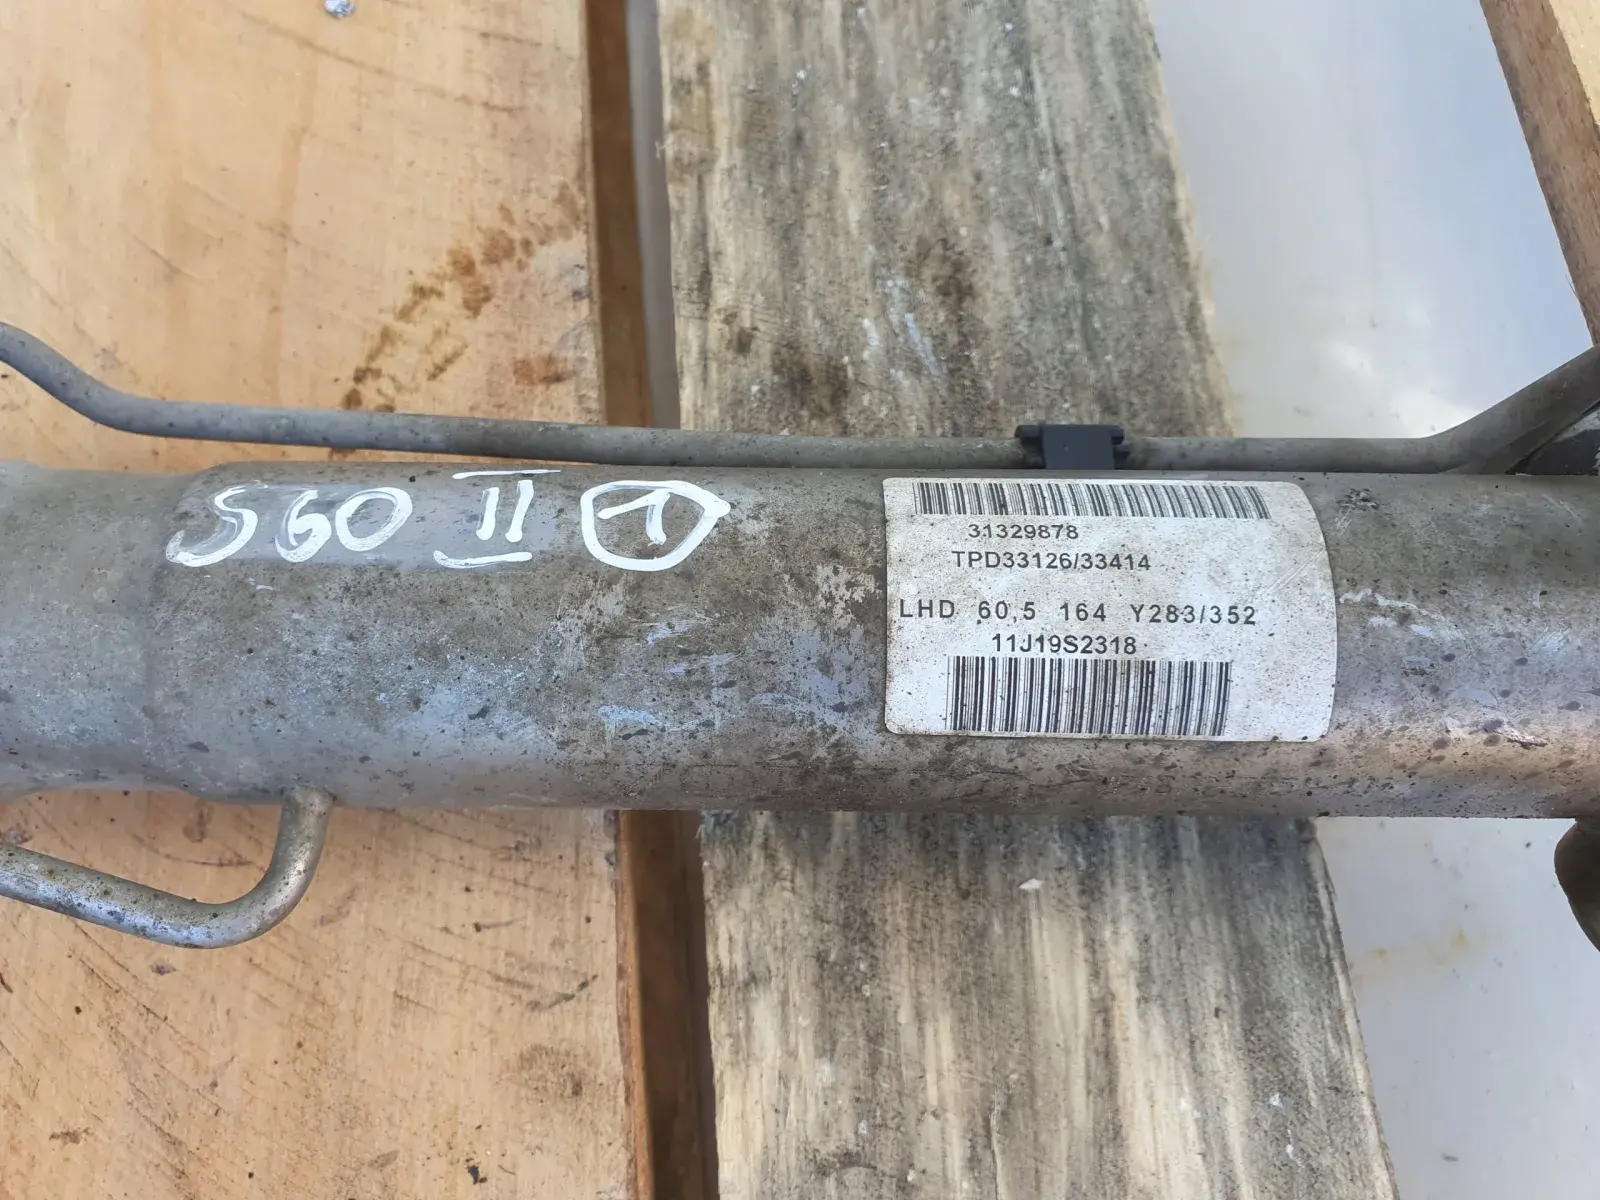 S60 II 1
31329878
TPD33126/33414
LHD 60,5 164 Y283/352
11J19S2318